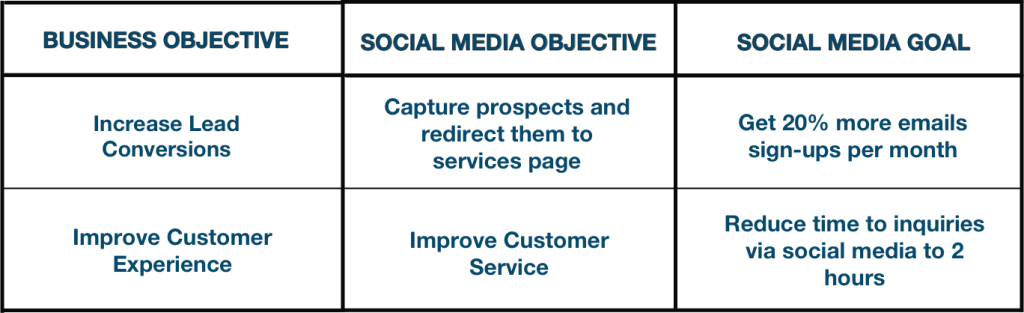 BUSINESS OBJECTIVE
SOCIAL MEDIA OBJECTIVE
SOCIAL MEDIA GOAL
Increase Lead
Conversions
Capture prospects and
redirect them to
services page
Get 20% more emails
sign-ups per month
Improve Customer
Experience
Improve Customer
Service
Reduce time to inquiries
via social media to 2
hours